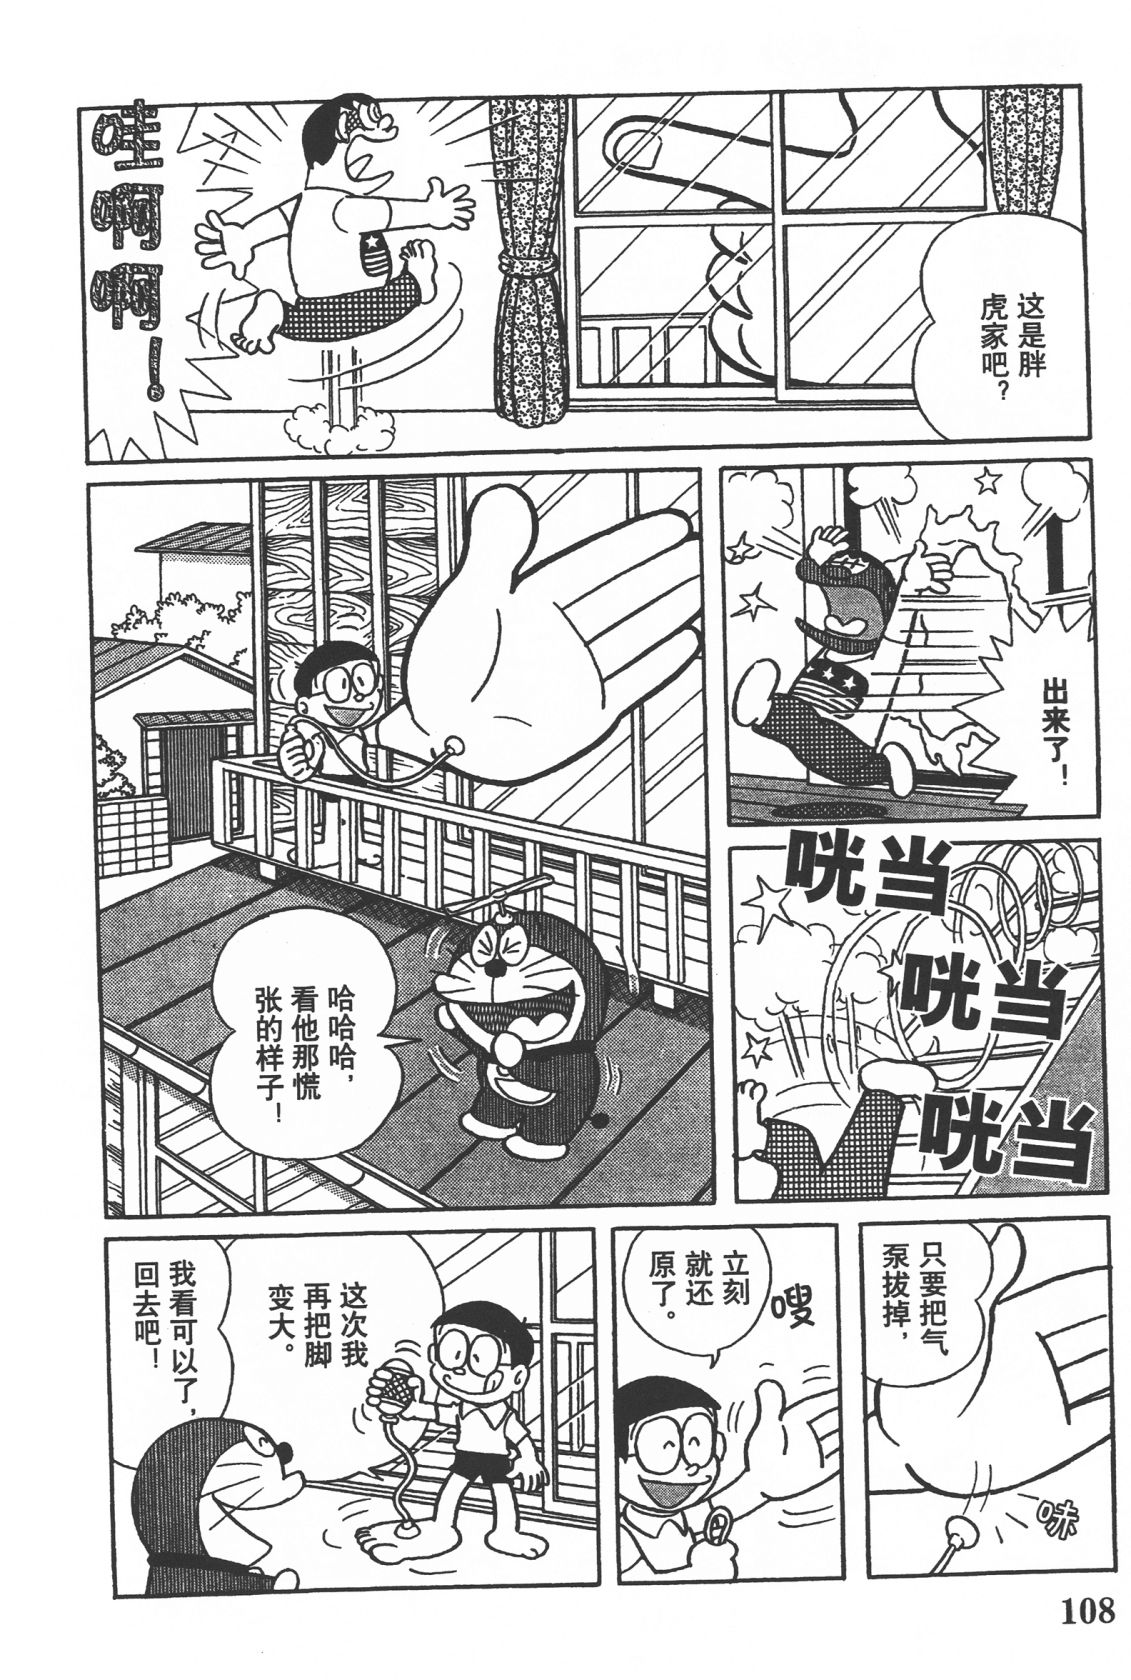 这是胖
虎家吧？
哇啊啊！
出来了！
咣当
咣当
咣当
哈哈哈，
看他那慌
张的样子！
只要把气
泵拔掉，
咻
立刻
就还
原了。
嗖
这次我
再把脚
变大。
我看可以了，
回去吧！
108